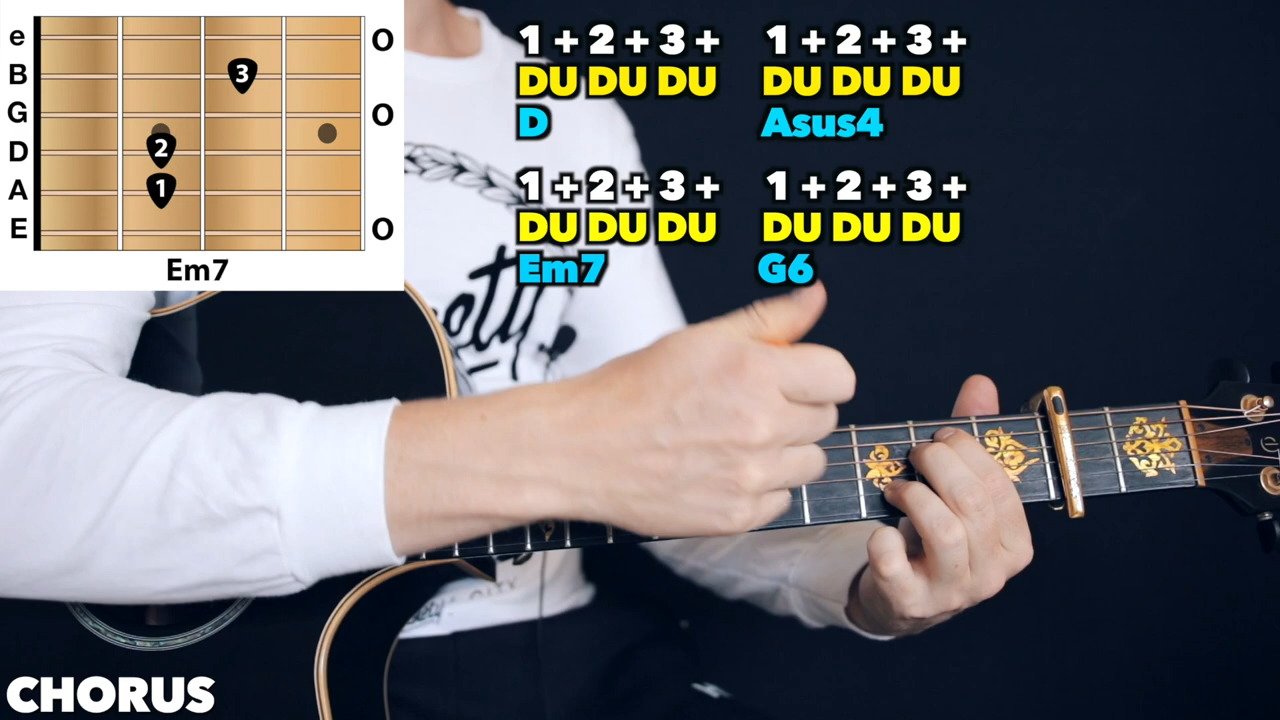 e O
B 3
G O
D 2
A 1
E O
Em7
1 + 2 + 3 + 1 + 2 + 3 +
DU DU DU DU DU DU
D Asus4
1 + 2 + 3 + 1 + 2 + 3 +
DU DU DU DU DU DU
Em7 G6
CHORUS